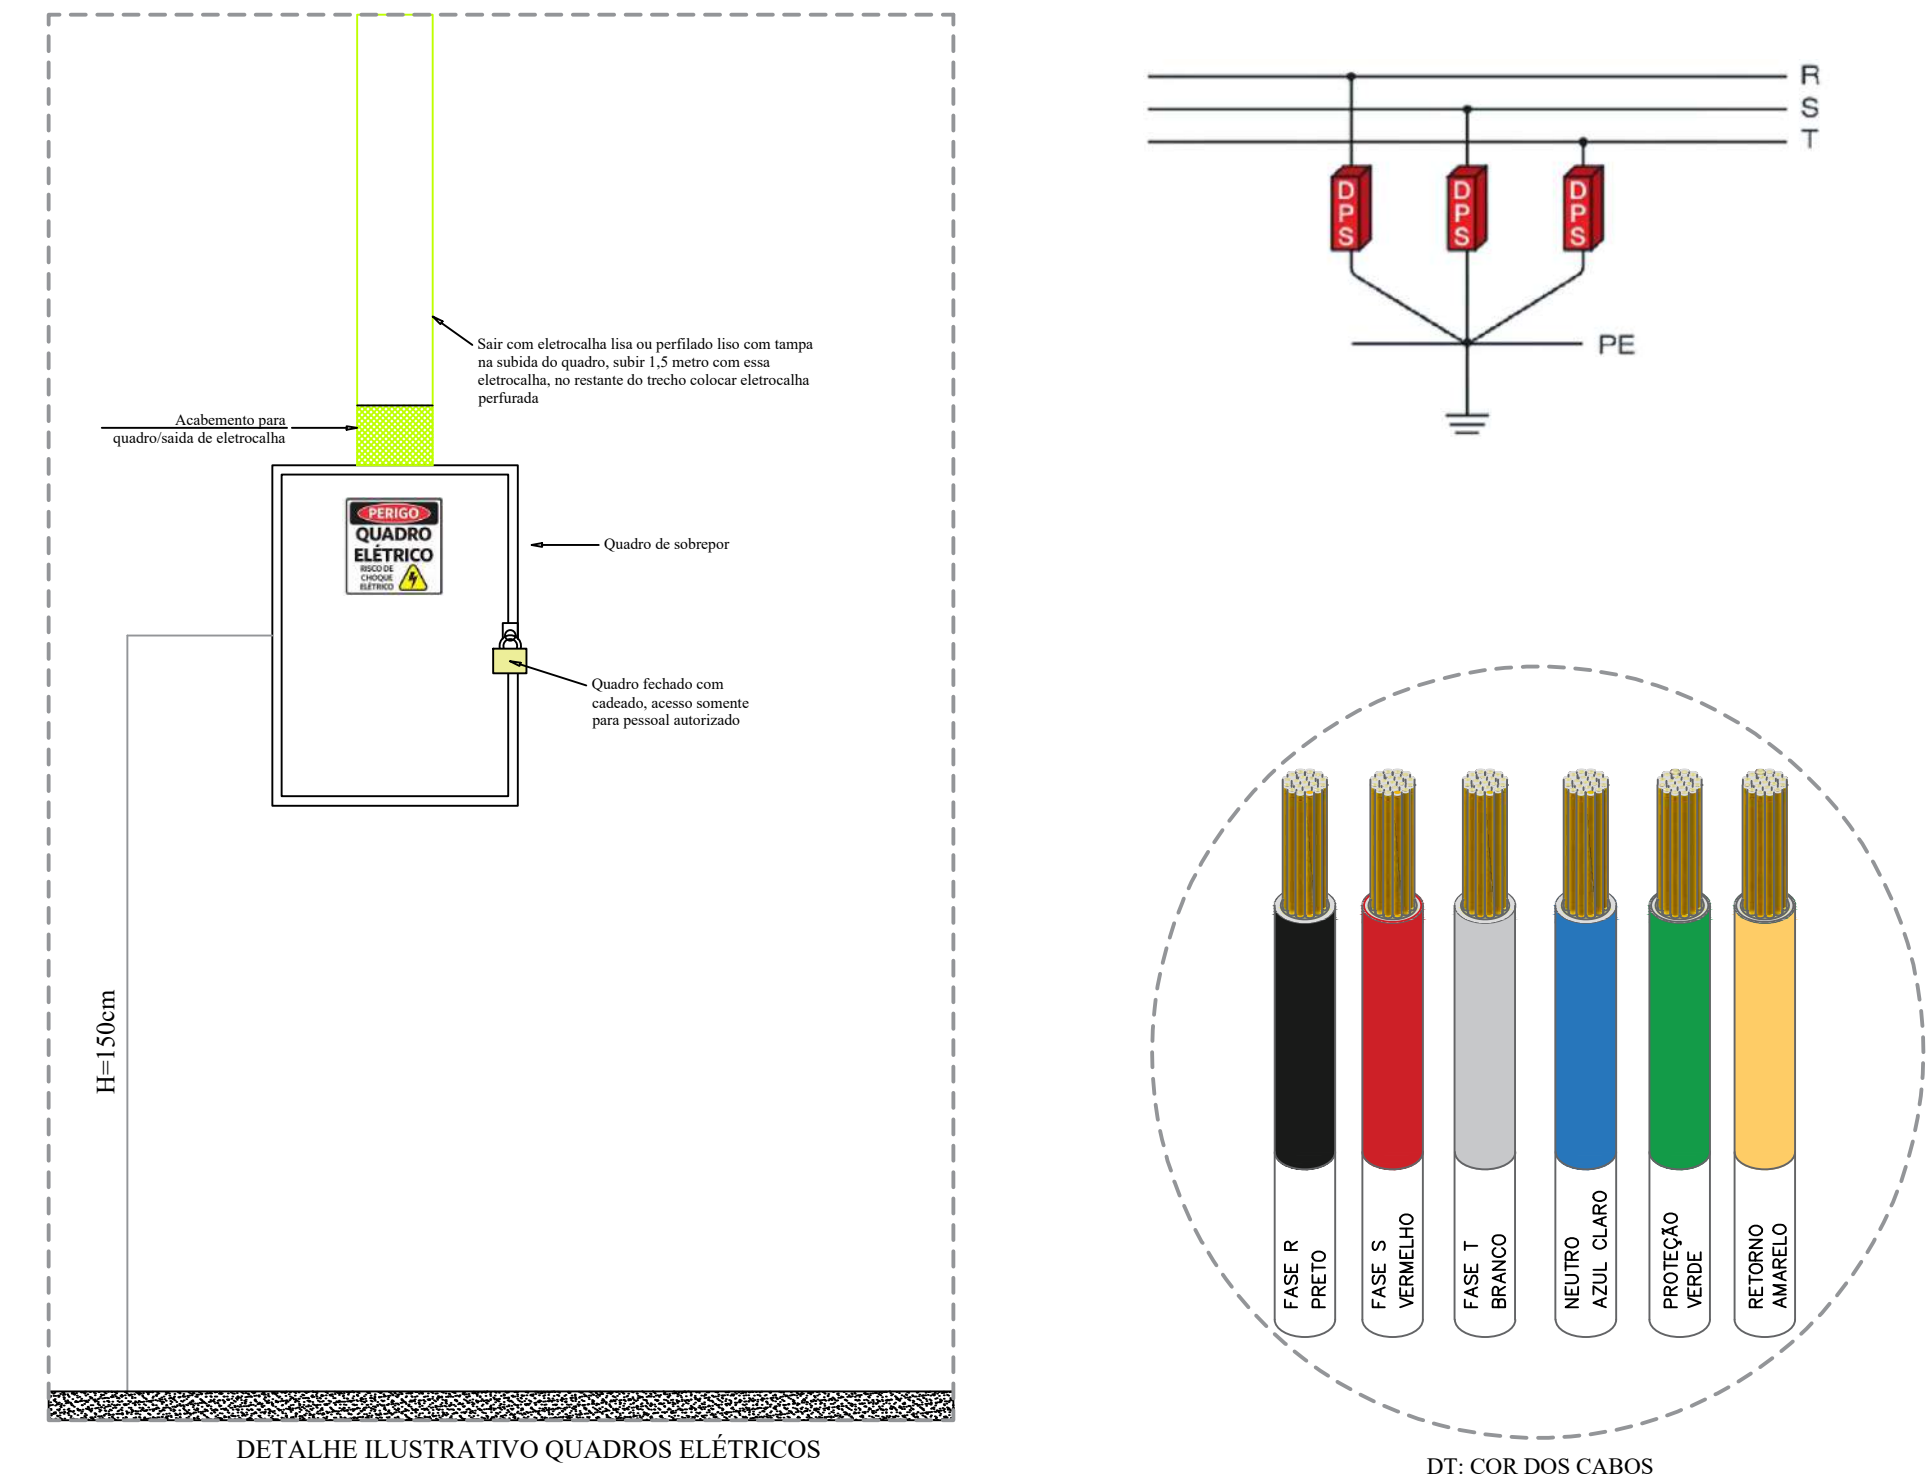 Sair com eletrocalha lisa ou perfilado liso com tampa
na subida do quadro, subir 1,5 metro com essa
eletrocalha, no restante do trecho colocar eletrocalha
perfurada
Acabemento para
quadro/saida de eletrocalha
PERIGO
QUADRO
ELÉTRICO
RISCO DE
CHOQUE
ELÉTRICO
Quadro de sobrepor
Quadro fechado com
cadeado, acesso somente
para pessoal autorizado
H=150cm
DETALHE ILUSTRATIVO QUADROS ELÉTRICOS
R
S
T
DPS
DPS
DPS
PE
FASE R
PRETO
FASE S
VERMELHO
FASE T
BRANCO
NEUTRO
AZUL CLARO
PROTEÇÃO
VERDE
RETORNO
AMARELO
DT: COR DOS CABOS